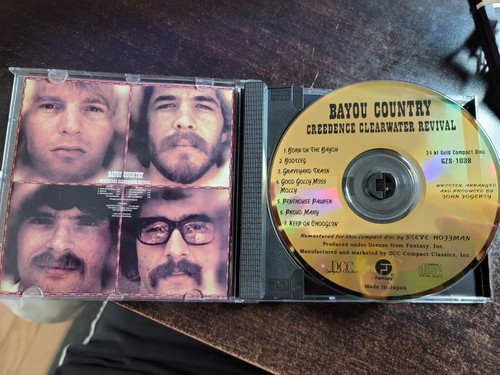 BAYOU COUNTRY
BAYOU COUNTRY
CREEDENCE CLEARWATER REVIVAL
1. BORN ON THE BAYOU
2. BOOTLEG
3. GRAVEYARD TRAIN
4. GOOD GOLLY MISS
MOLLY
5. PENTHOUSE PAUPER
6. PROUD MARY
7. KEEP ON CHOOGLIN'
24 kt Gold Compact Disc
GZS-1038
WRITTEN, ARRANGED
AND PRODUCED BY
JOHN FOGERTY
Remastered for this compact disc by STEVE HOFFMAN
Produced under license from Fantasy, Inc.
Manufactured and marketed by DCC Compact Classics, Inc.
DCC
Fantasy
Made in Japan